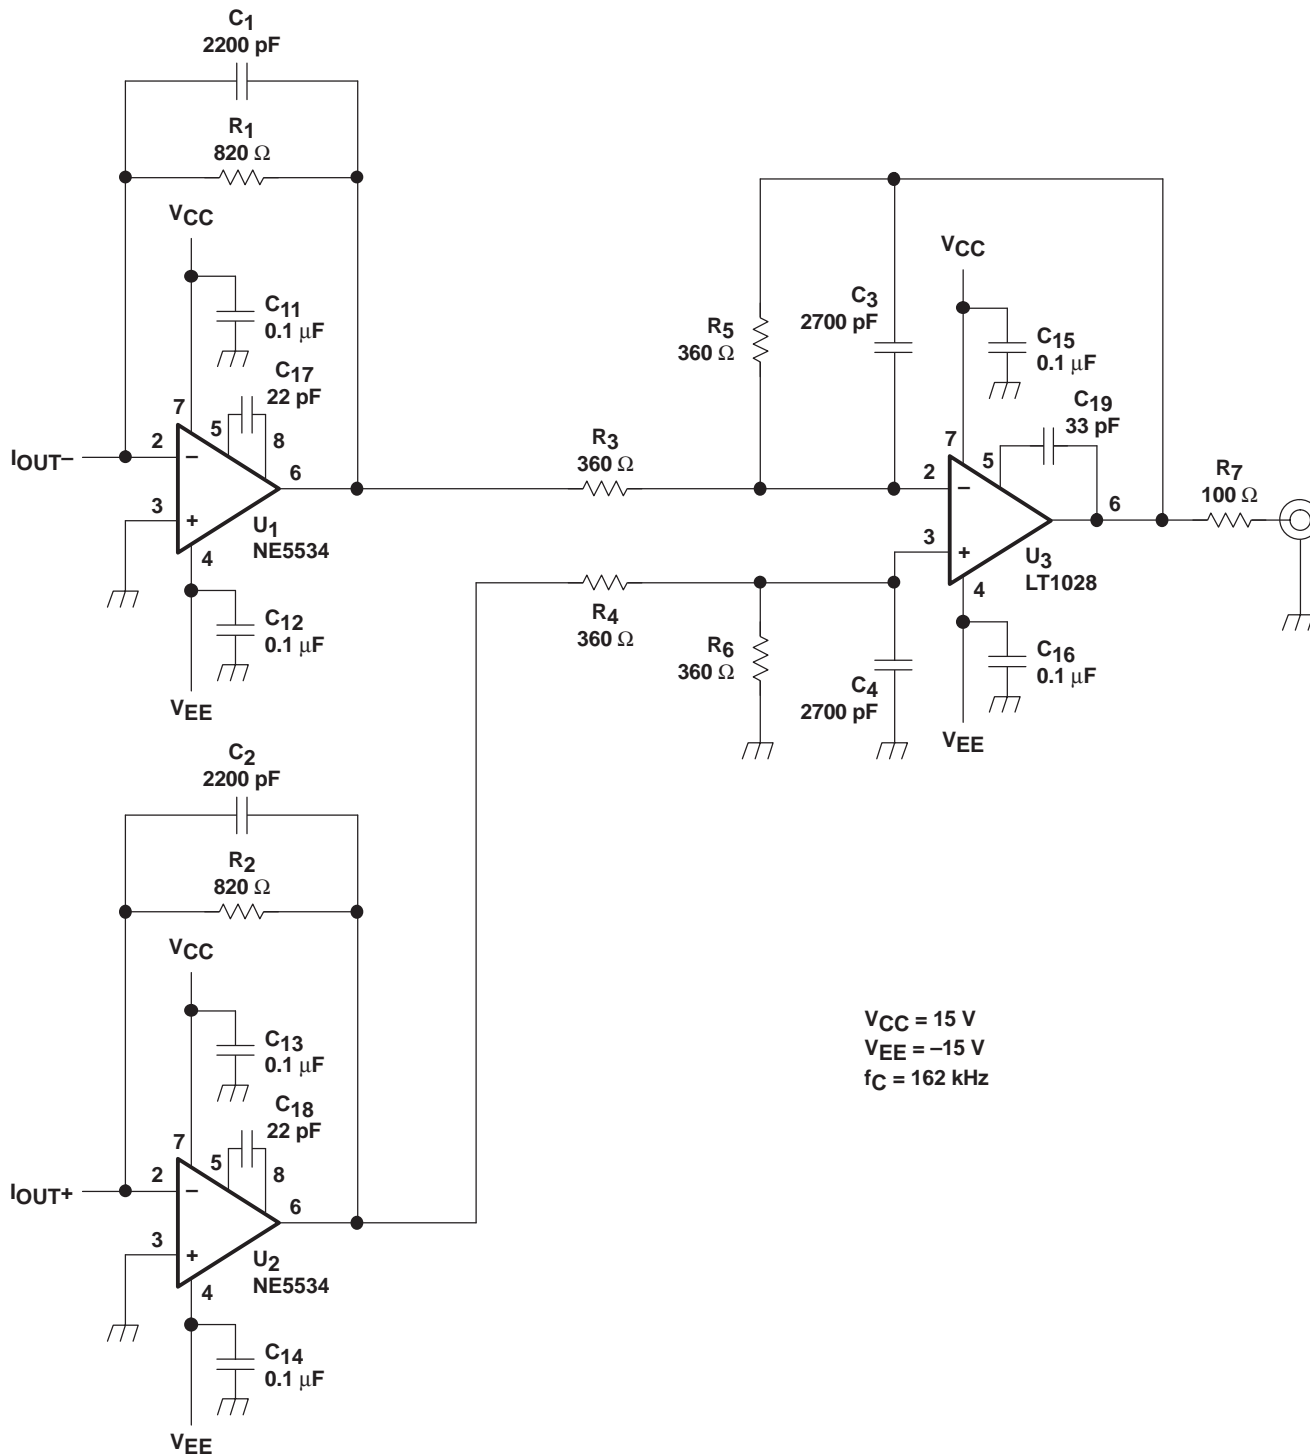 C1
2200 pF
R1
820 Ω
VCC
C11
0.1 μF
C17
22 pF
7
5
8
2
IOUT–
–
6
3
+
U1
NE5534
4
C12
0.1 μF
VEE
R3
360 Ω
R5
360 Ω
C3
2700 pF
VCC
C15
0.1 μF
C19
33 pF
7
5
2
–
6
R7
100 Ω
3
+
U3
LT1028
4
R4
360 Ω
R6
360 Ω
C4
2700 pF
C16
0.1 μF
VEE
C2
2200 pF
R2
820 Ω
VCC
C13
0.1 μF
C18
22 pF
7
5
8
2
IOUT+
–
6
3
+
U2
NE5534
4
C14
0.1 μF
VEE
VCC = 15 V
VEE = –15 V
fC = 162 kHz